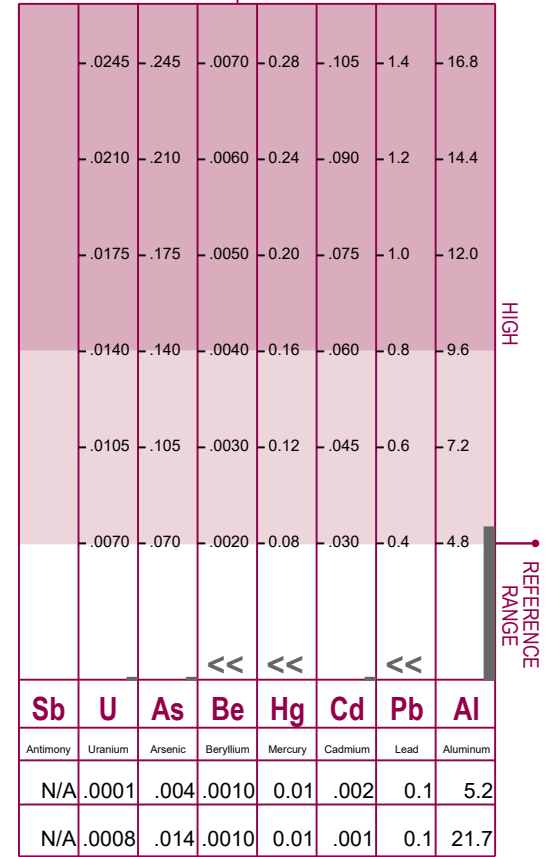 .0245 .245 .0070 0.28 .105 1.4 16.8
.0210 .210 .0060 0.24 .090 1.2 14.4
.0175 .175 .0050 0.20 .075 1.0 12.0
HIGH
.0140 .140 .0040 0.16 .060 0.8 9.6
.0105 .105 .0030 0.12 .045 0.6 7.2
.0070 .070 .0020 0.08 .030 0.4 4.8
REFERENCE
RANGE
<< << <<
Sb U As Be Hg Cd Pb Al
Antimony Uranium Arsenic Beryllium Mercury Cadmium Lead Aluminum
N/A .0001 .004 .0010 0.01 .002 0.1 5.2
N/A .0008 .014 .0010 0.01 .001 0.1 21.7